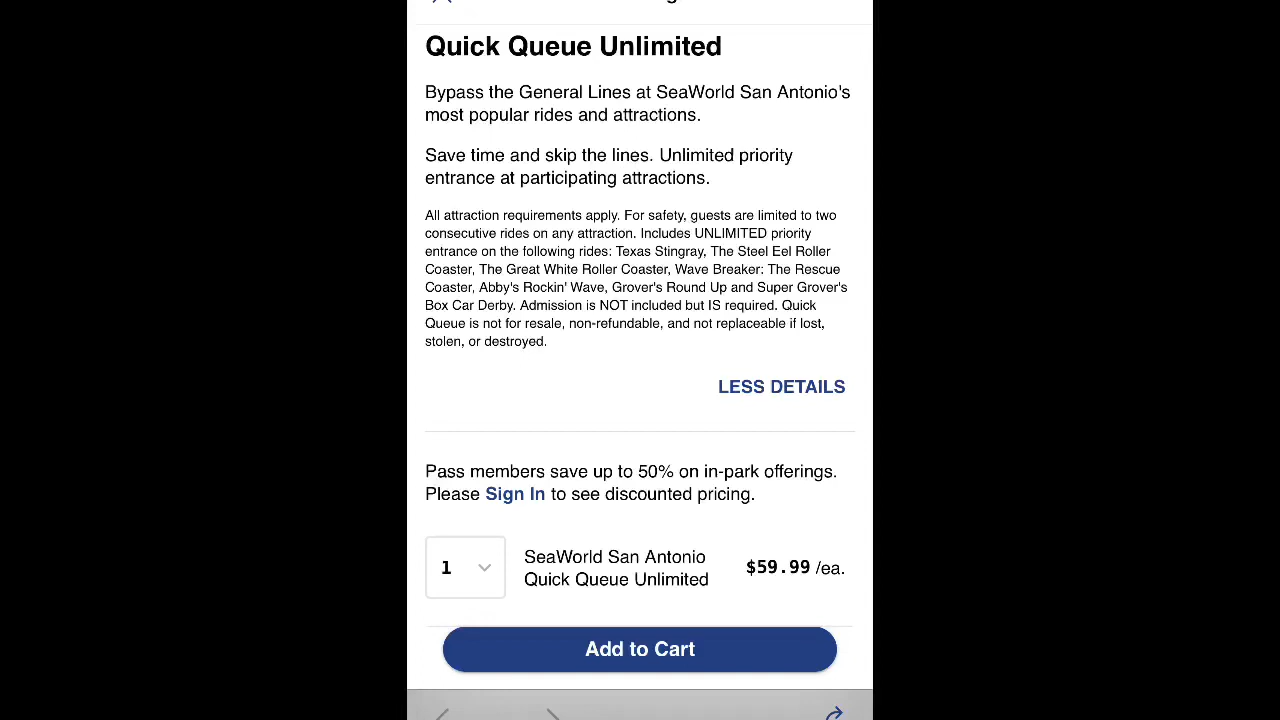 Quick Queue Unlimited
Bypass the General Lines at SeaWorld San Antonio's
most popular rides and attractions.
Save time and skip the lines. Unlimited priority
entrance at participating attractions.
All attraction requirements apply. For safety, guests are limited to two
consecutive rides on any attraction. Includes UNLIMITED priority
entrance on the following rides: Texas Stingray, The Steel Eel Roller
Coaster, The Great White Roller Coaster, Wave Breaker: The Rescue
Coaster, Abby's Rockin' Wave, Grover's Round Up and Super Grover's
Box Car Derby. Admission is NOT included but IS required. Quick
Queue is not for resale, non-refundable, and not replaceable if lost,
stolen, or destroyed.
LESS DETAILS
Pass members save up to 50% on in-park offerings.
Please Sign In to see discounted pricing.
1
SeaWorld San Antonio
Quick Queue Unlimited
$59.99 /ea.
Add to Cart